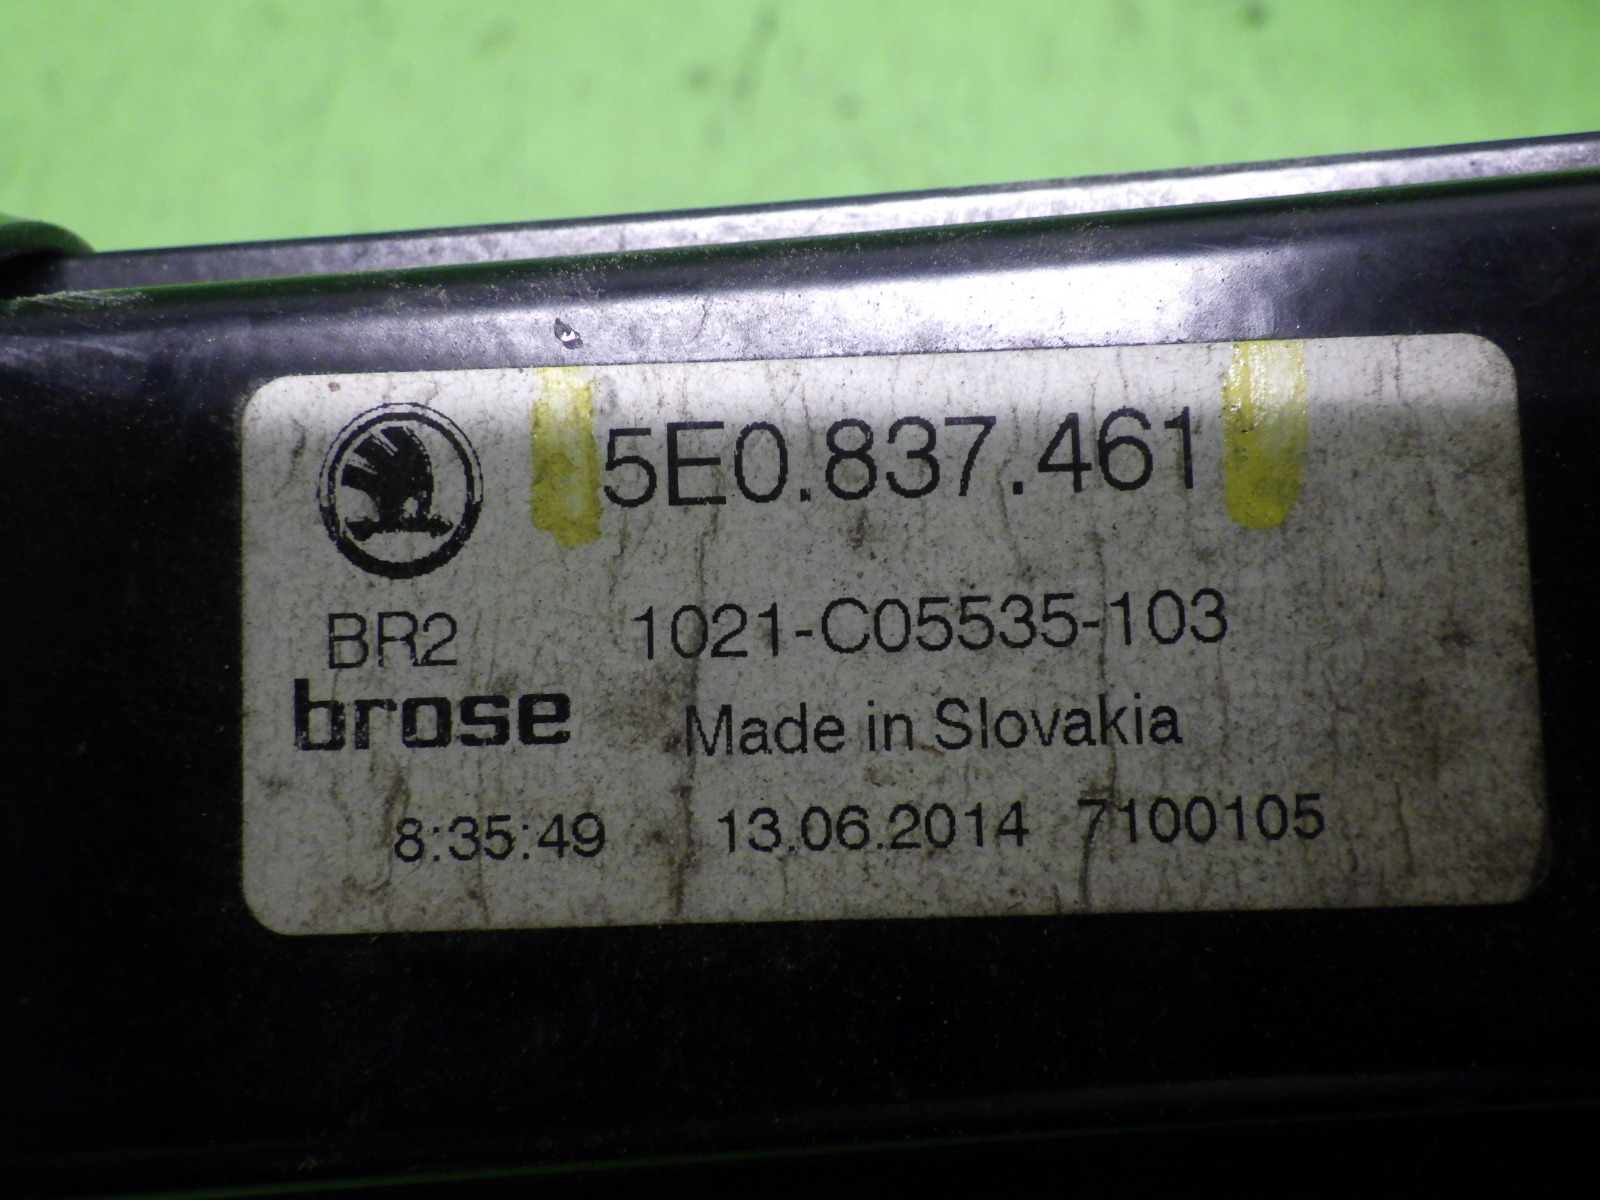 5E0.837.461
BR2 1021-C05535-103
brose Made in Slovakia
8:35:49 13.06.2014 7100105